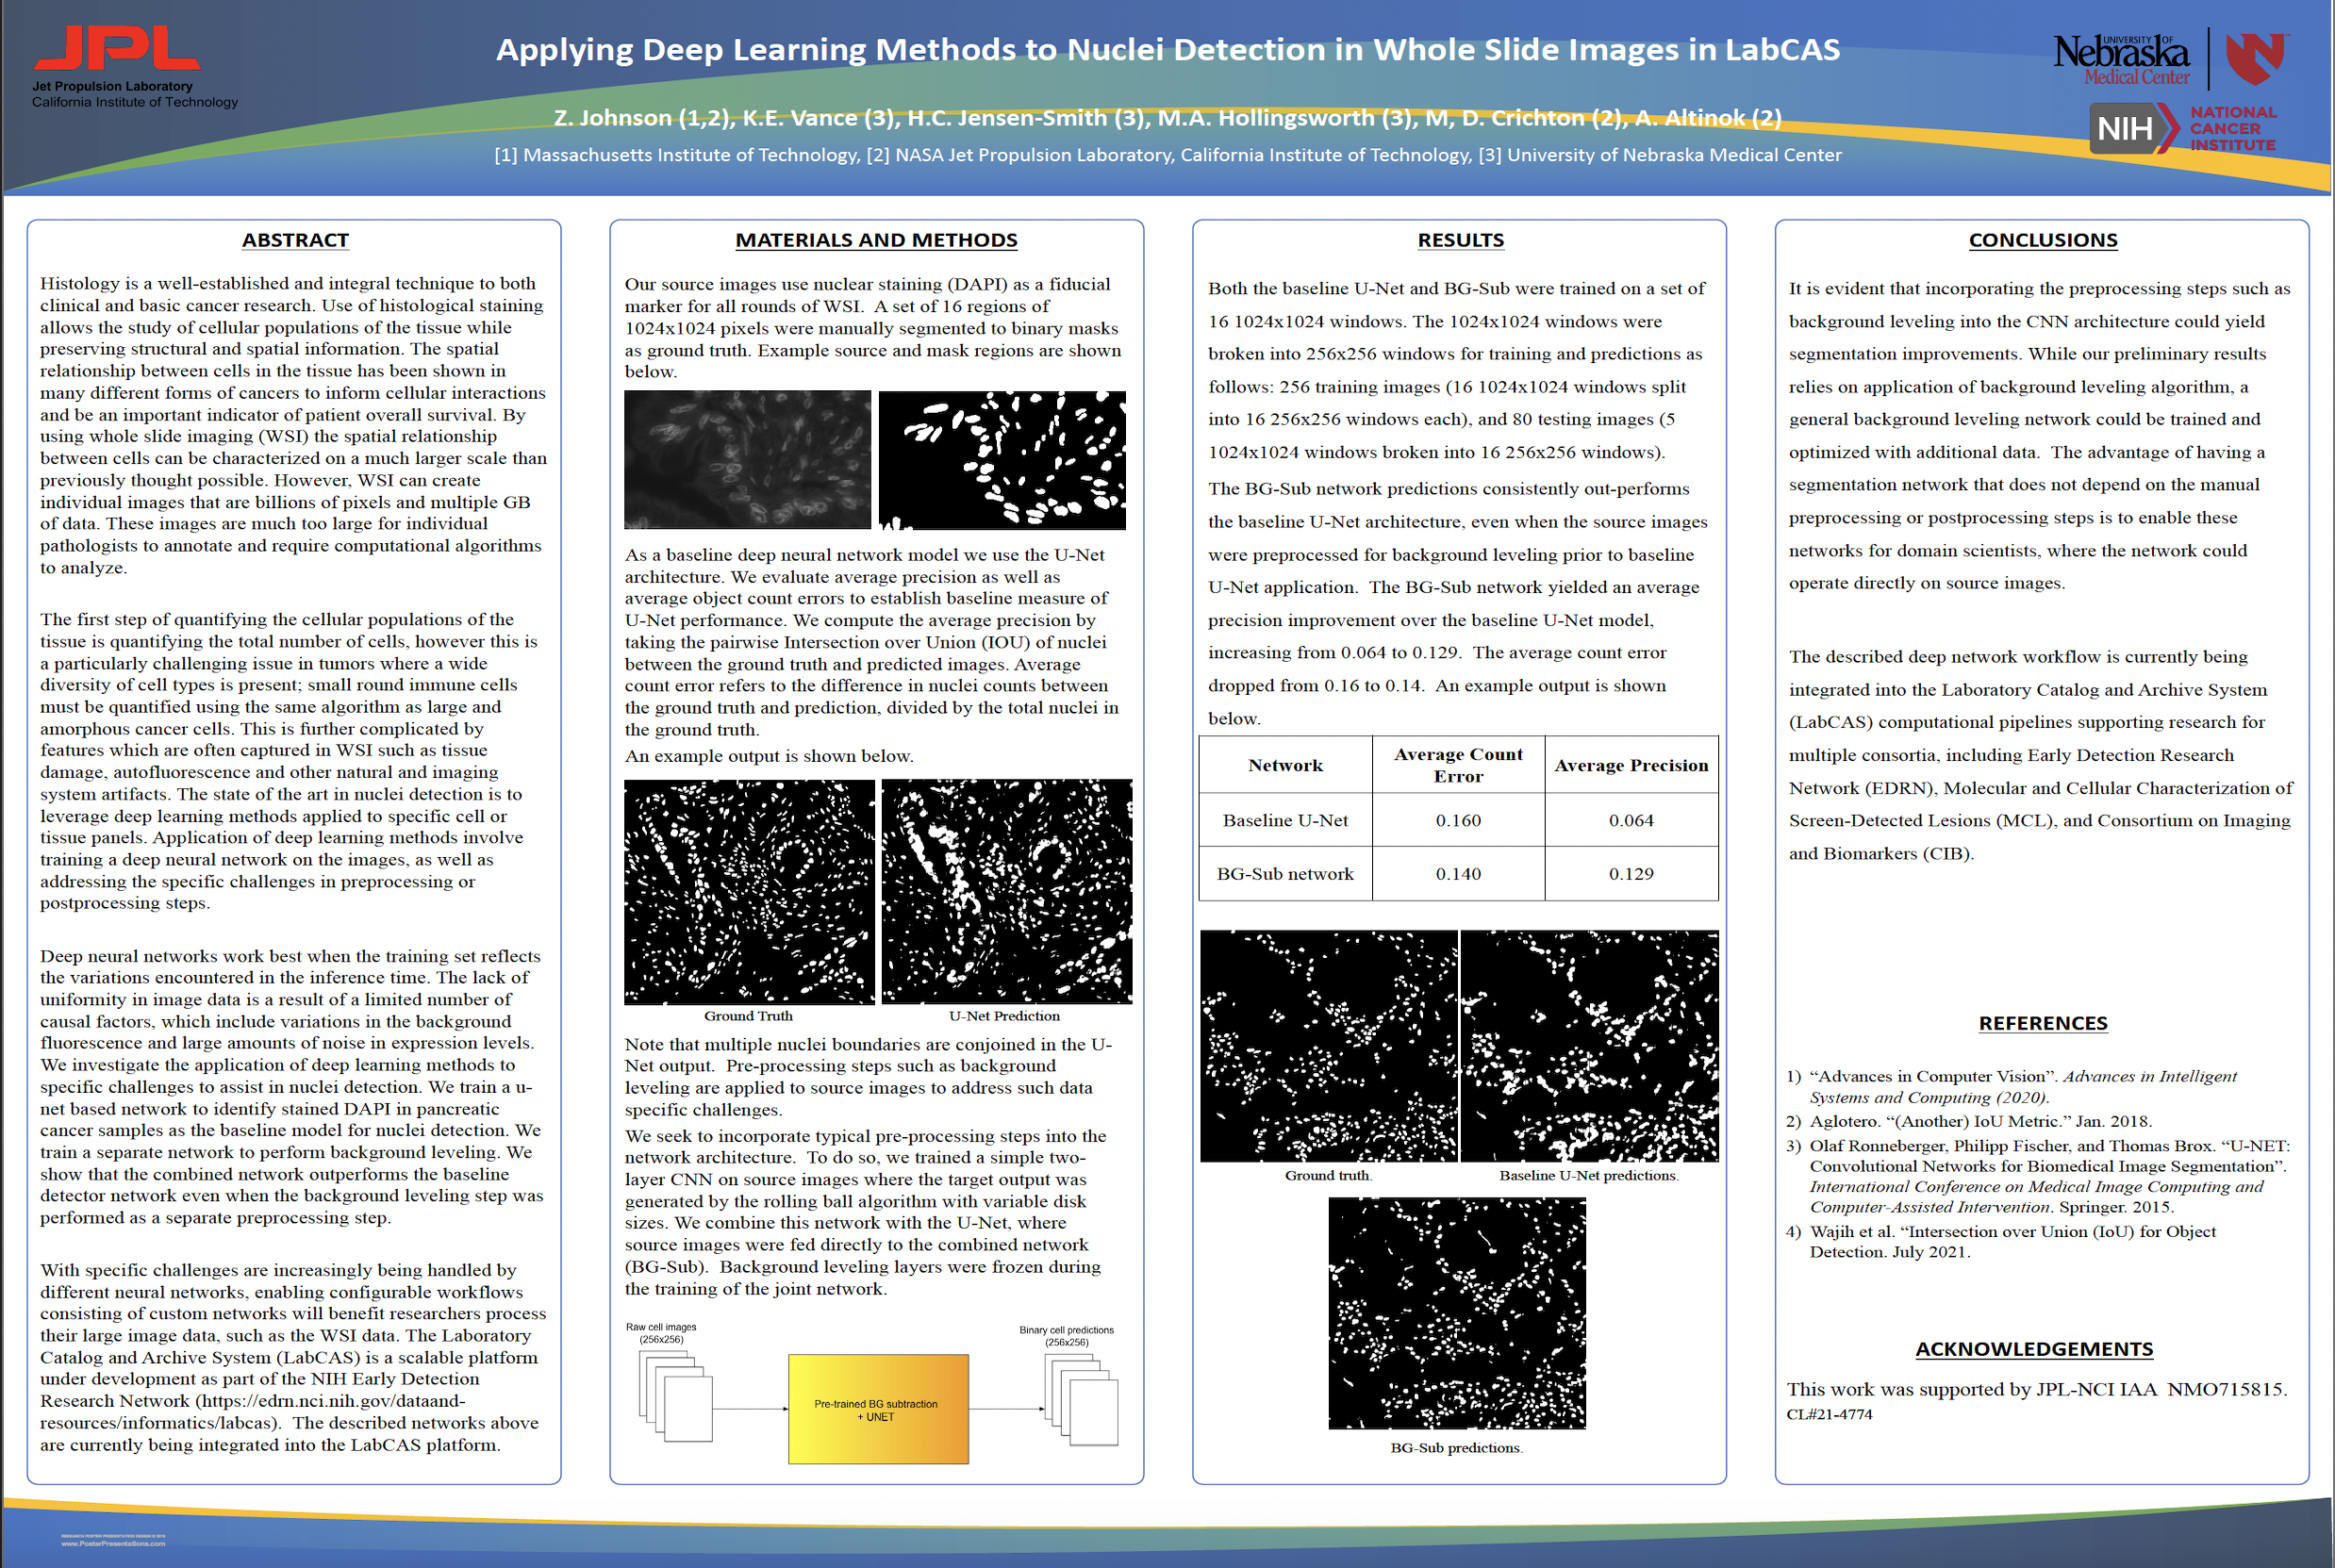 JPL
Jet Propulsion Laboratory
California Institute of Technology
Applying Deep Learning Methods to Nuclei Detection in Whole Slide Images in LabCAS
Z. Johnson (1,2), K.E. Vance (3), H.C. Jensen-Smith (3), M.A. Hollingsworth (3), M, D. Crichton (2), A. Altinok (2)
[1] Massachusetts Institute of Technology, [2] NASA Jet Propulsion Laboratory, California Institute of Technology, [3] University of Nebraska Medical Center
UNIVERSITY OF
Nebraska
Medical Center
NIH
NATIONAL
CANCER
INSTITUTE
ABSTRACT
Histology is a well-established and integral technique to both
clinical and basic cancer research. Use of histological staining
allows the study of cellular populations of the tissue while
preserving structural and spatial information. The spatial
relationship between cells in the tissue has been shown in
many different forms of cancers to inform cellular interactions
and be an important indicator of patient overall survival. By
using whole slide imaging (WSI) the spatial relationship
between cells can be characterized on a much larger scale than
previously thought possible. However, WSI can create
individual images that are billions of pixels and multiple GB
of data. These images are much too large for individual
pathologists to annotate and require computational algorithms
to analyze.
The first step of quantifying the cellular populations of the
tissue is quantifying the total number of cells, however this is
a particularly challenging issue in tumors where a wide
diversity of cell types is present; small round immune cells
must be quantified using the same algorithm as large and
amorphous cancer cells. This is further complicated by
features which are often captured in WSI such as tissue
damage, autofluorescence and other natural and imaging
system artifacts. The state of the art in nuclei detection is to
leverage deep learning methods applied to specific cell or
tissue panels. Application of deep learning methods involve
training a deep neural network on the images, as well as
addressing the specific challenges in preprocessing or
postprocessing steps.
Deep neural networks work best when the training set reflects
the variations encountered in the inference time. The lack of
uniformity in image data is a result of a limited number of
causal factors, which include variations in the background
fluorescence and large amounts of noise in expression levels.
We investigate the application of deep learning methods to
specific challenges to assist in nuclei detection. We train a u-
net based network to identify stained DAPI in pancreatic
cancer samples as the baseline model for nuclei detection. We
train a separate network to perform background leveling. We
show that the combined network outperforms the baseline
detector network even when the background leveling step was
performed as a separate preprocessing step.
With specific challenges are increasingly being handled by
different neural networks, enabling configurable workflows
consisting of custom networks will benefit researchers process
their large image data, such as the WSI data. The Laboratory
Catalog and Archive System (LabCAS) is a scalable platform
under development as part of the NIH Early Detection
Research Network (https://edrn.nci.nih.gov/dataand-
resources/informatics/labcas).  The described networks above
are currently being integrated into the LabCAS platform.
MATERIALS AND METHODS
Our source images use nuclear staining (DAPI) as a fiducial
marker for all rounds of WSI.  A set of 16 regions of
1024x1024 pixels were manually segmented to binary masks
as ground truth. Example source and mask regions are shown
below.
As a baseline deep neural network model we use the U-Net
architecture. We evaluate average precision as well as
average object count errors to establish baseline measure of
U-Net performance. We compute the average precision by
taking the pairwise Intersection over Union (IOU) of nuclei
between the ground truth and predicted images. Average
count error refers to the difference in nuclei counts between
the ground truth and prediction, divided by the total nuclei in
the ground truth.
An example output is shown below.
Ground Truth
U-Net Prediction
Note that multiple nuclei boundaries are conjoined in the U-
Net output.  Pre-processing steps such as background
leveling are applied to source images to address such data
specific challenges.
We seek to incorporate typical pre-processing steps into the
network architecture.  To do so, we trained a simple two-
layer CNN on source images where the target output was
generated by the rolling ball algorithm with variable disk
sizes. We combine this network with the U-Net, where
source images were fed directly to the combined network
(BG-Sub).  Background leveling layers were frozen during
the training of the joint network.
Raw cell images
(256x256)
Pre-trained BG subtraction
+ UNET
Binary cell predictions
(256x256)
RESULTS
Both the baseline U-Net and BG-Sub were trained on a set of
16 1024x1024 windows. The 1024x1024 windows were
broken into 256x256 windows for training and predictions as
follows: 256 training images (16 1024x1024 windows split
into 16 256x256 windows each), and 80 testing images (5
1024x1024 windows broken into 16 256x256 windows).
The BG-Sub network predictions consistently out-performs
the baseline U-Net architecture, even when the source images
were preprocessed for background leveling prior to baseline
U-Net application.  The BG-Sub network yielded an average
precision improvement over the baseline U-Net model,
increasing from 0.064 to 0.129.  The average count error
dropped from 0.16 to 0.14.  An example output is shown
below.
Network
Average Count Error
Average Precision
Baseline U-Net 0.160 0.064
BG-Sub network 0.140 0.129
Ground truth.
Baseline U-Net predictions.
BG-Sub predictions.
CONCLUSIONS
It is evident that incorporating the preprocessing steps such as
background leveling into the CNN architecture could yield
segmentation improvements. While our preliminary results
relies on application of background leveling algorithm, a
general background leveling network could be trained and
optimized with additional data.  The advantage of having a
segmentation network that does not depend on the manual
preprocessing or postprocessing steps is to enable these
networks for domain scientists, where the network could
operate directly on source images.
The described deep network workflow is currently being
integrated into the Laboratory Catalog and Archive System
(LabCAS) computational pipelines supporting research for
multiple consortia, including Early Detection Research
Network (EDRN), Molecular and Cellular Characterization of
Screen-Detected Lesions (MCL), and Consortium on Imaging
and Biomarkers (CIB).
REFERENCES
1) “Advances in Computer Vision”. Advances in Intelligent
Systems and Computing (2020).
2) Aglotero. “(Another) IoU Metric.” Jan. 2018.
3) Olaf Ronneberger, Philipp Fischer, and Thomas Brox. “U-NET:
Convolutional Networks for Biomedical Image Segmentation”.
International Conference on Medical Image Computing and
Computer-Assisted Intervention. Springer. 2015.
4) Wajih et al. “Intersection over Union (IoU) for Object
Detection. July 2021.
ACKNOWLEDGEMENTS
This work was supported by JPL-NCI IAA  NMO715815.
CL#21-4774
RESEARCH POSTER PRESENTATION DESIGN ©
www.PosterPresentations.com